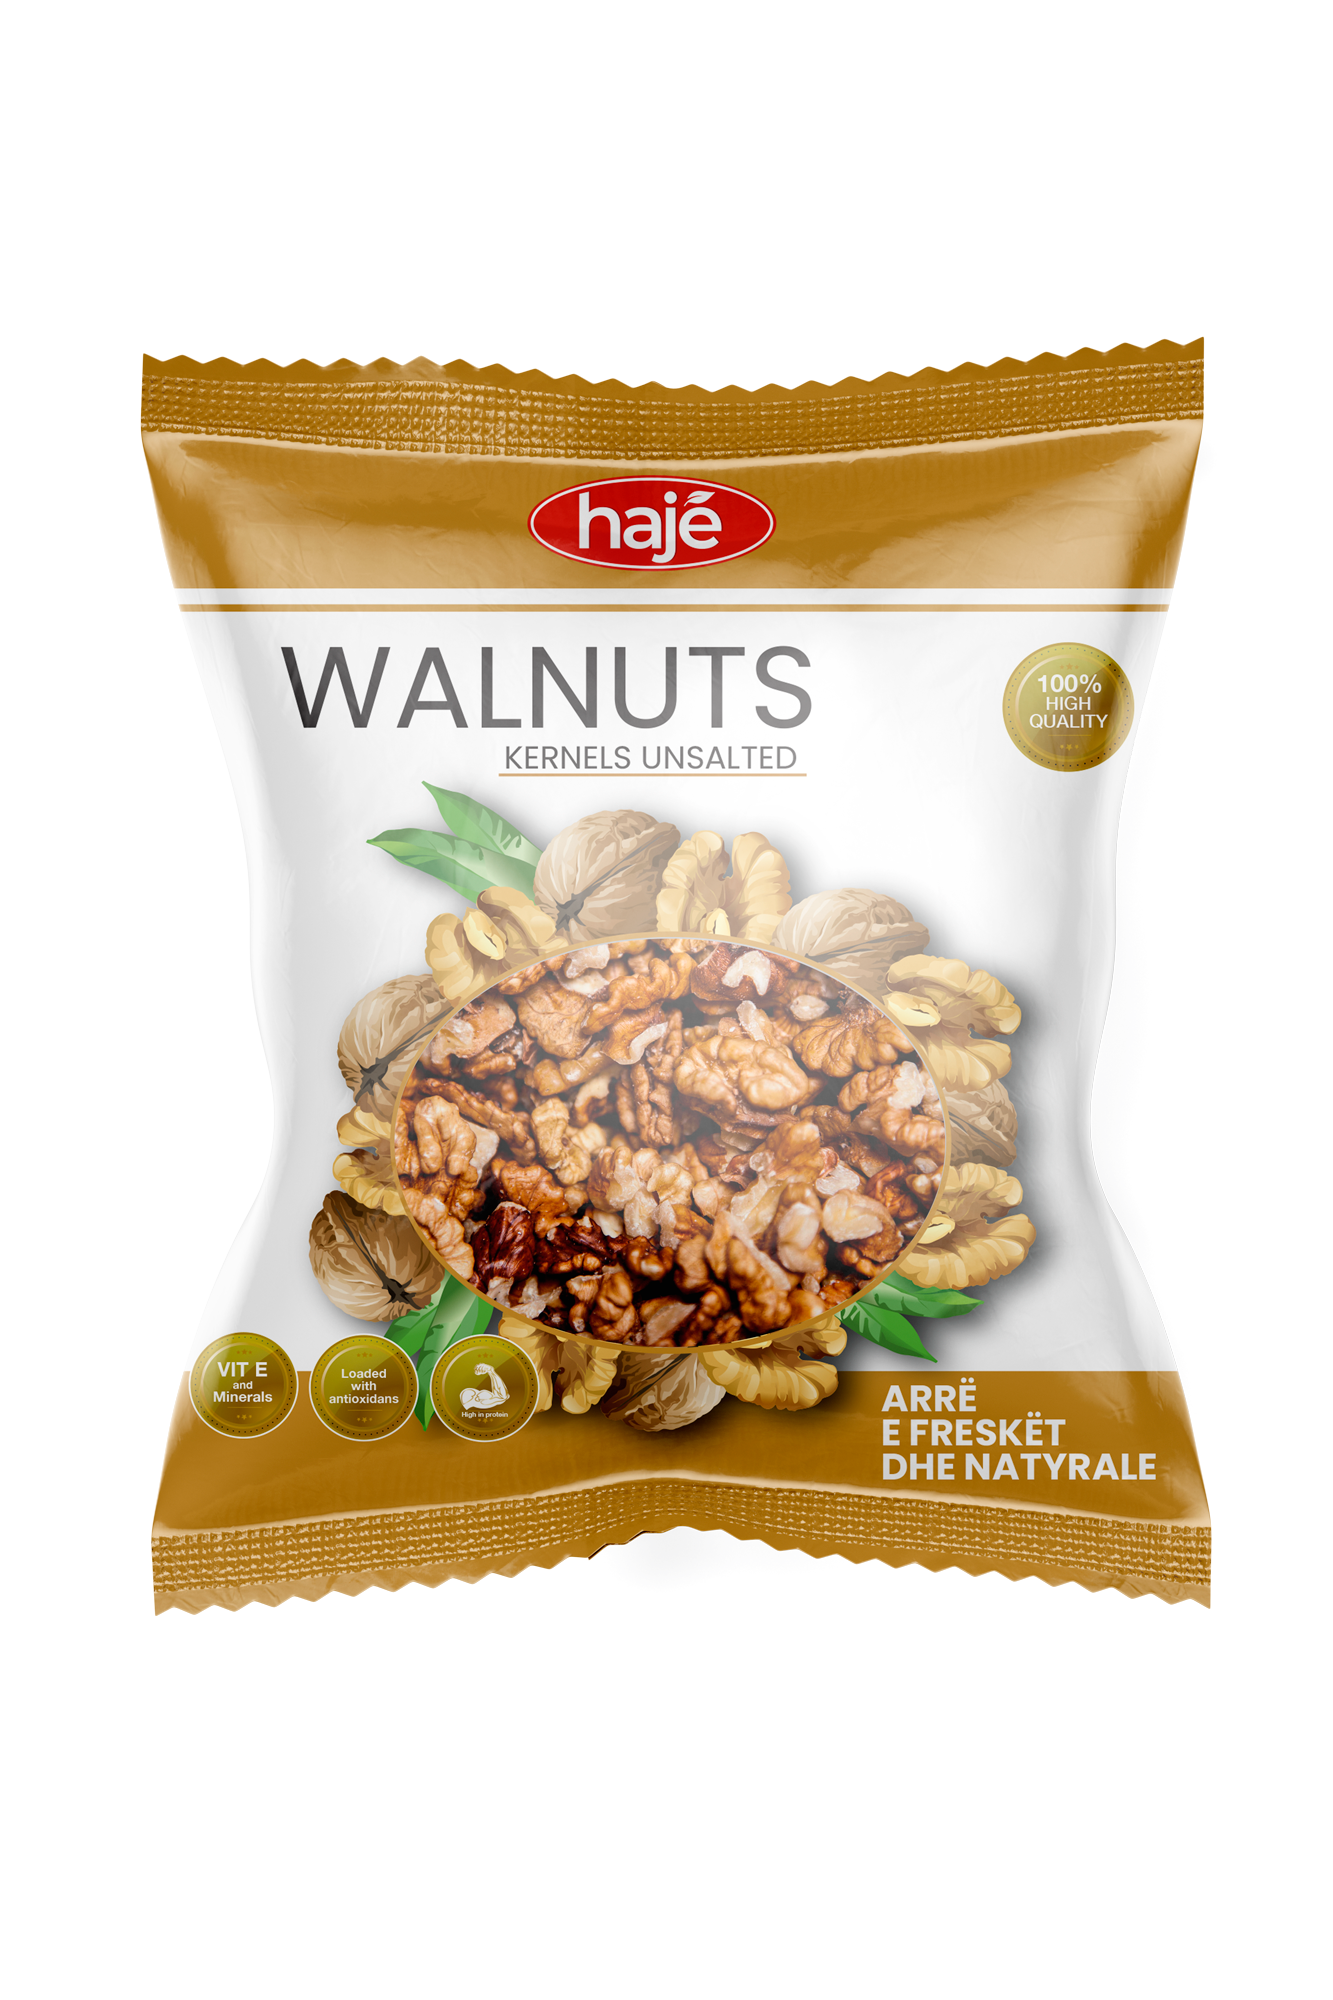 hajé
WALNUTS
KERNELS UNSALTED
100%
HIGH
QUALITY
VIT E
and
Minerals
Loaded
with
antioxidans
High in protein
ARRË
E FRESKËT
DHE NATYRALE